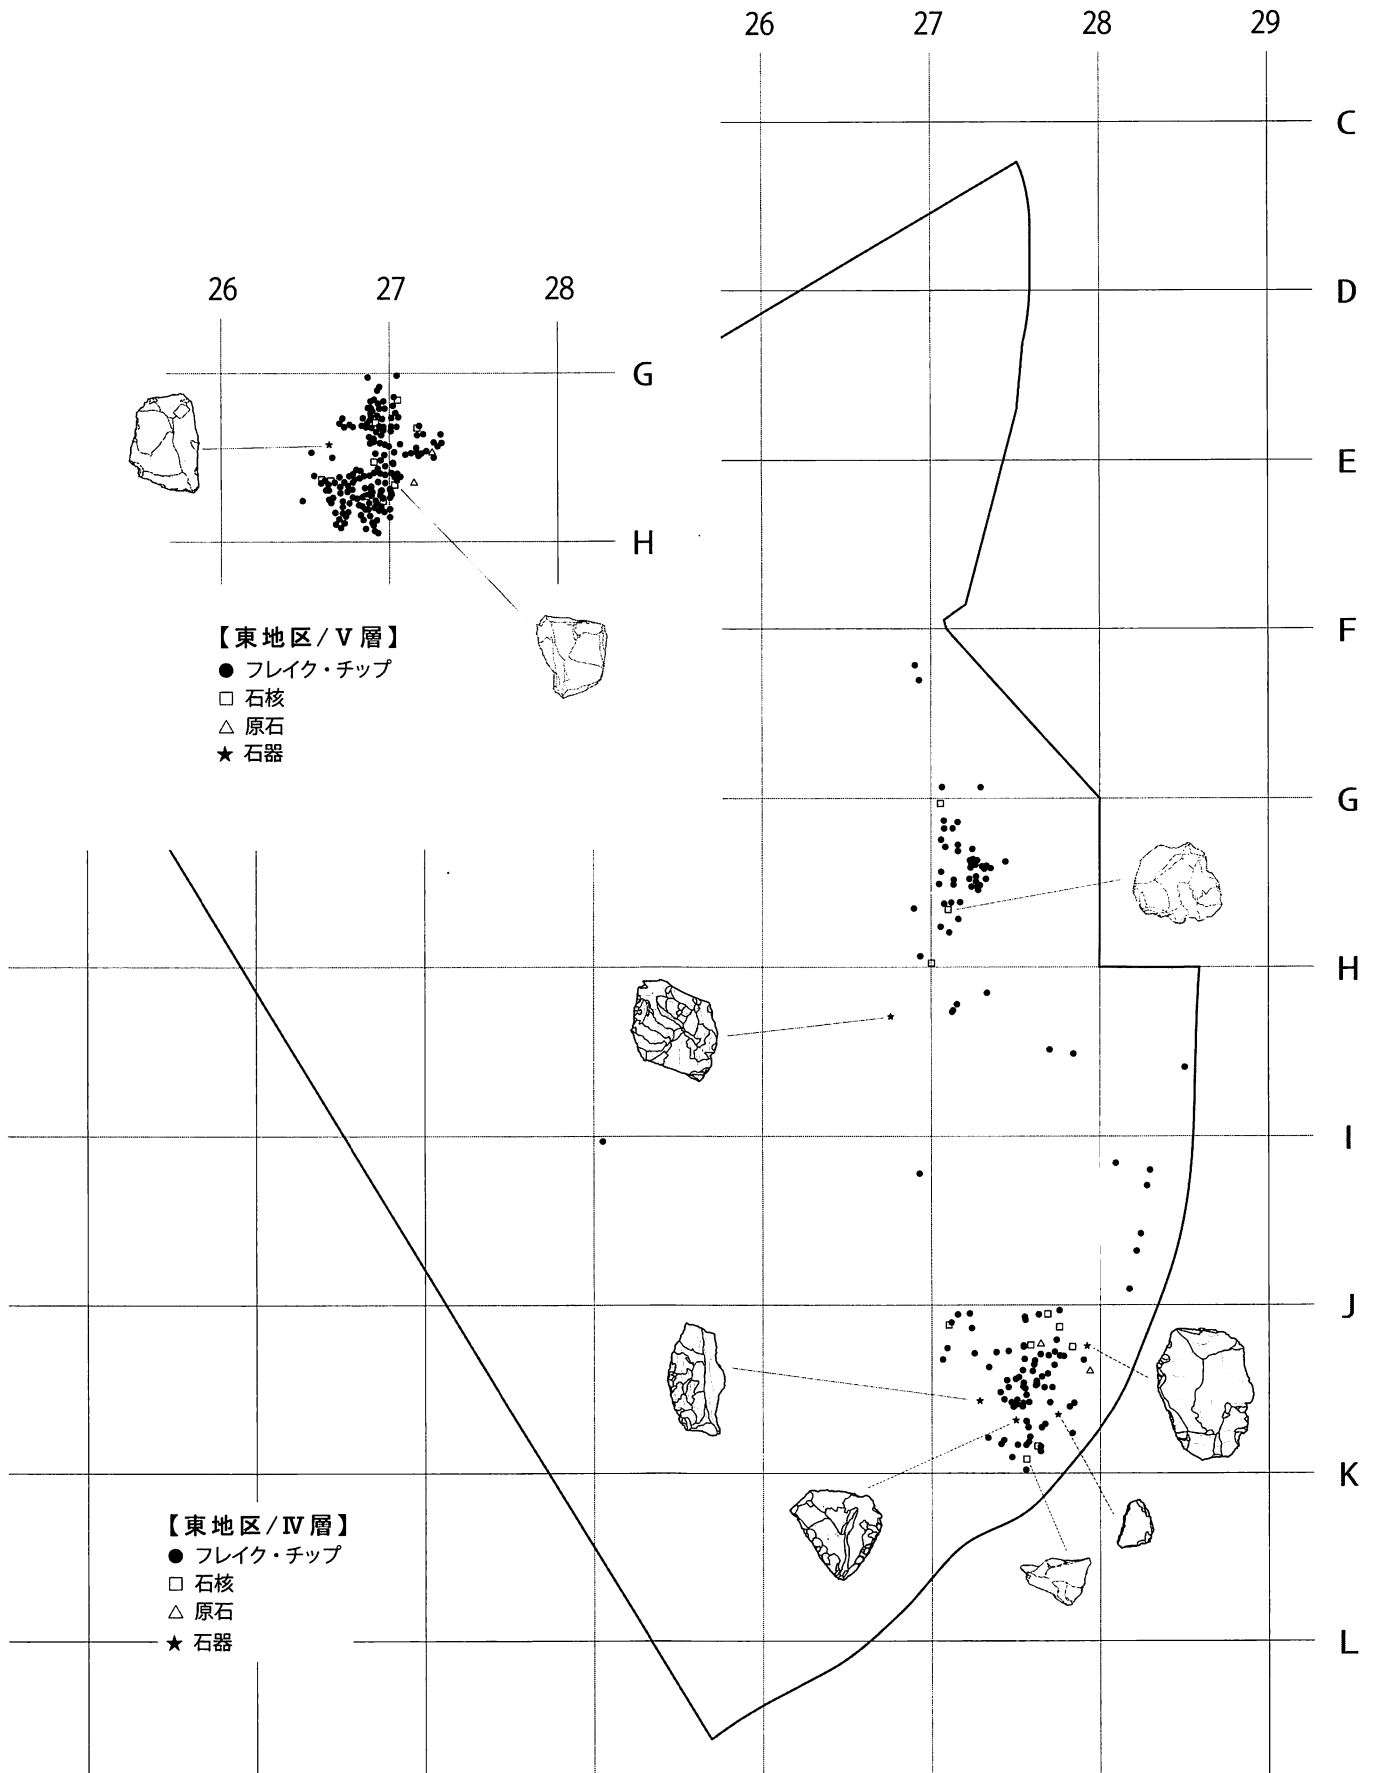 26 27 28 29
C
D
E
F
G
H
I
J
K
L
26 27 28
G
H
【東地区/Ⅴ層】
● フレイク・チップ
□ 石核
△ 原石
★ 石器
【東地区/Ⅳ層】
● フレイク・チップ
□ 石核
△ 原石
★ 石器